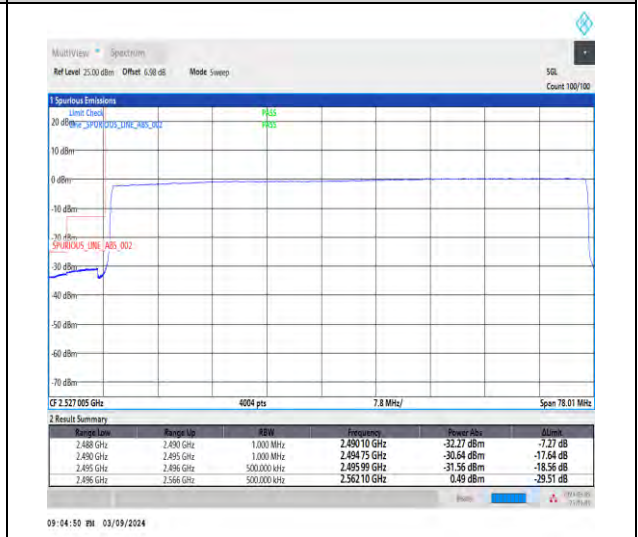 MultiView Spectrum
Ref Level 25.00 dBm Offset 6.98 dB Mode Sweep SGL
Count 100/100
1 Spurious Emissions
Limit Check PASS
20 dBm Line _SPURIOUS_LINE_ABS_002 PASS
10 dBm
0 dBm
-10 dBm
-20 dBm
SPURIOUS_LINE_ABS_002
-30 dBm
-40 dBm
-50 dBm
-60 dBm
-70 dBm
CF 2.527 005 GHz 4004 pts 7.8 MHz/ Span 78.01 MHz
2 Result Summary
Range Low Range Up RBW Frequency Power Abs ΔLimit
2.488 GHz 2.490 GHz 1.000 MHz 2.490 10 GHz -32.27 dBm -7.27 dB
2.490 GHz 2.495 GHz 1.000 MHz 2.494 75 GHz -30.64 dBm -17.64 dB
2.495 GHz 2.496 GHz 500.000 kHz 2.495 99 GHz -31.56 dBm -18.56 dB
2.496 GHz 2.566 GHz 500.000 kHz 2.562 10 GHz 0.49 dBm -29.51 dB
09:04:50 PM 03/09/2024